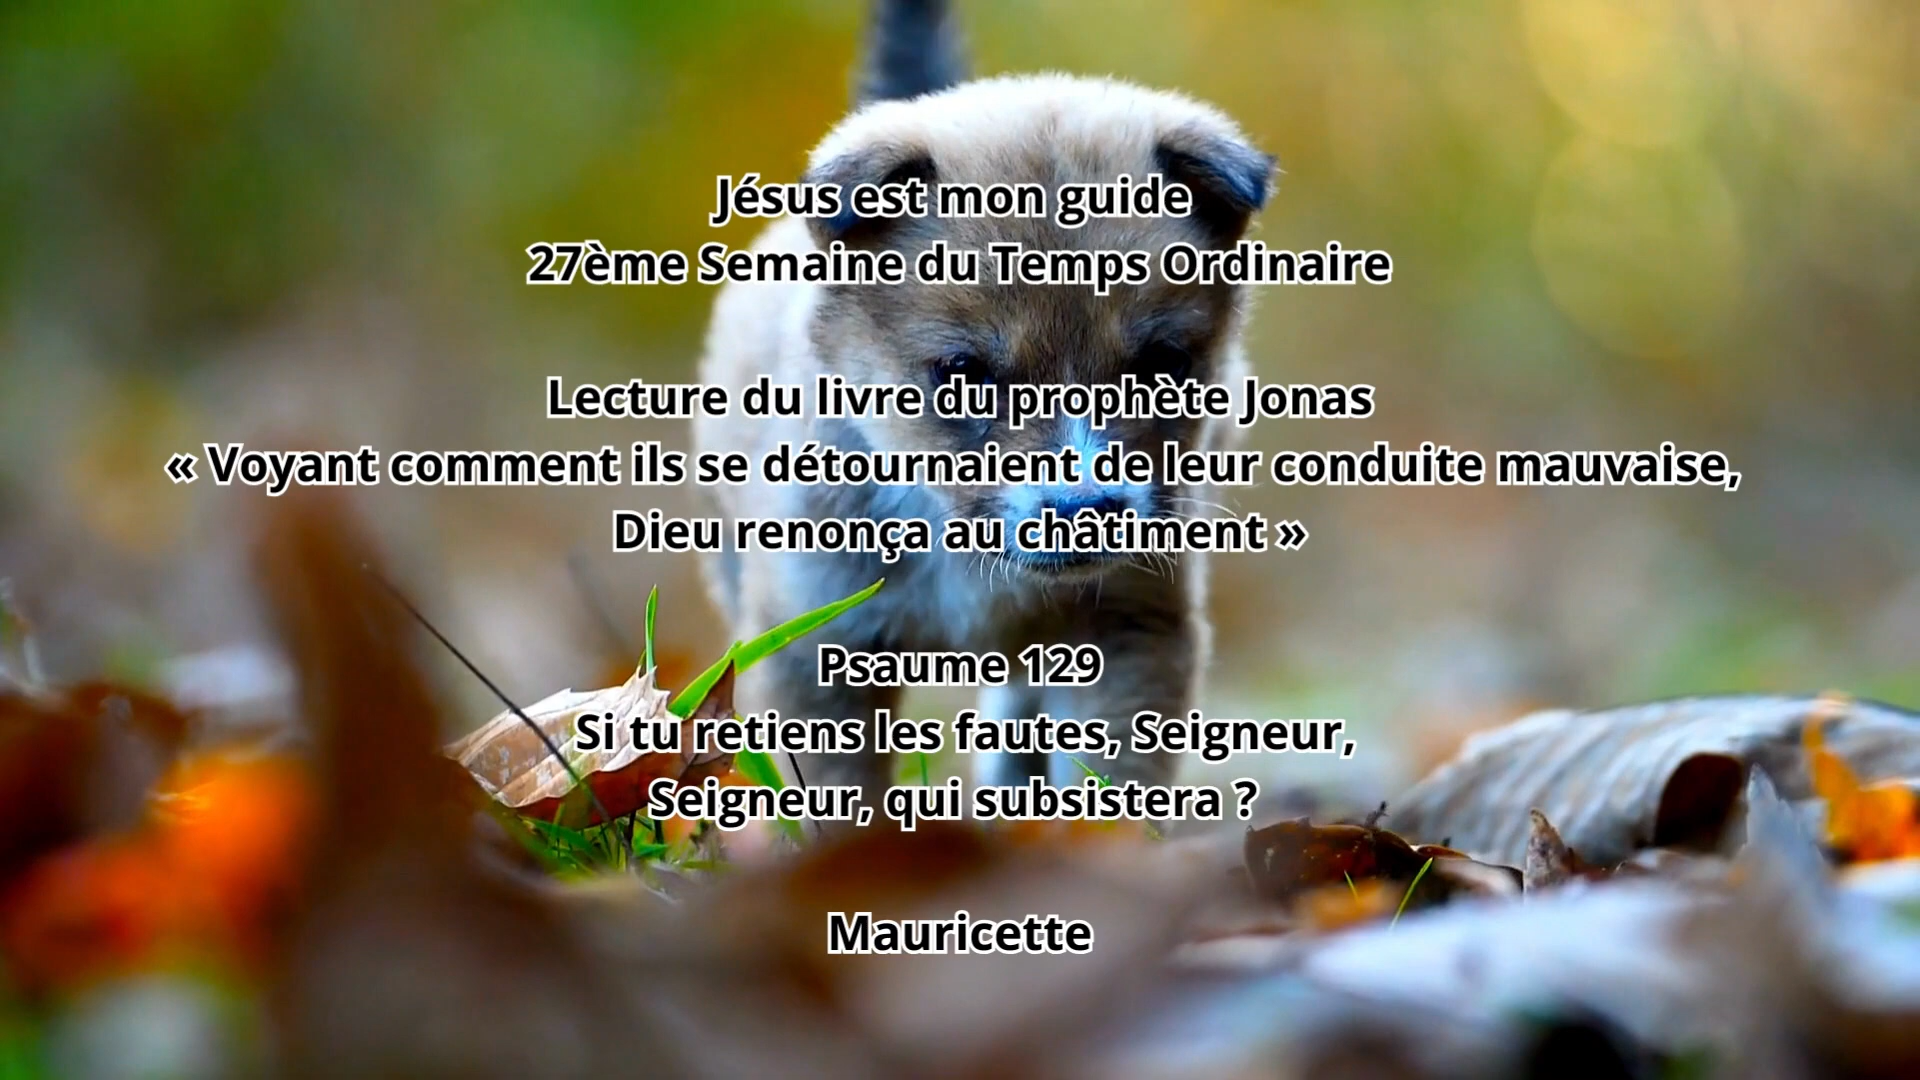 Jésus est mon guide
27ème Semaine du Temps Ordinaire
Lecture du livre du prophète Jonas
« Voyant comment ils se détournaient de leur conduite mauvaise,
Dieu renonça au châtiment »
Psaume 129
Si tu retiens les fautes, Seigneur,
Seigneur, qui subsistera ?
Mauricette